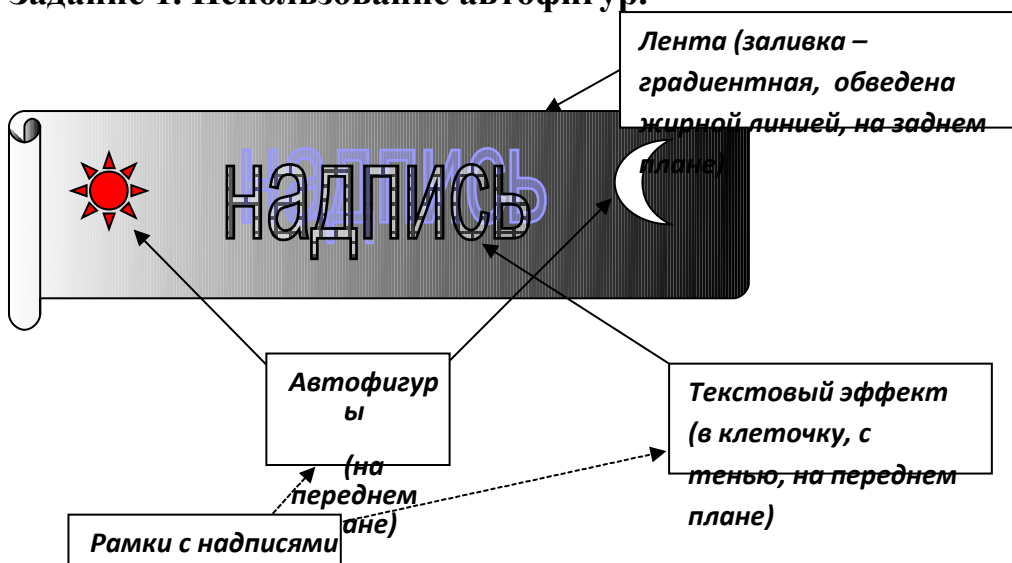 Задание 1. Использование автофигур.
Лента (заливка –
градиентная, обведена
жирной линией, на заднем
плане)
надпись
Автофигур
ы
(на
переднем
ане)
Текстовый эффект
(в клеточку, с
тенью, на переднем
плане)
Рамки с надписями